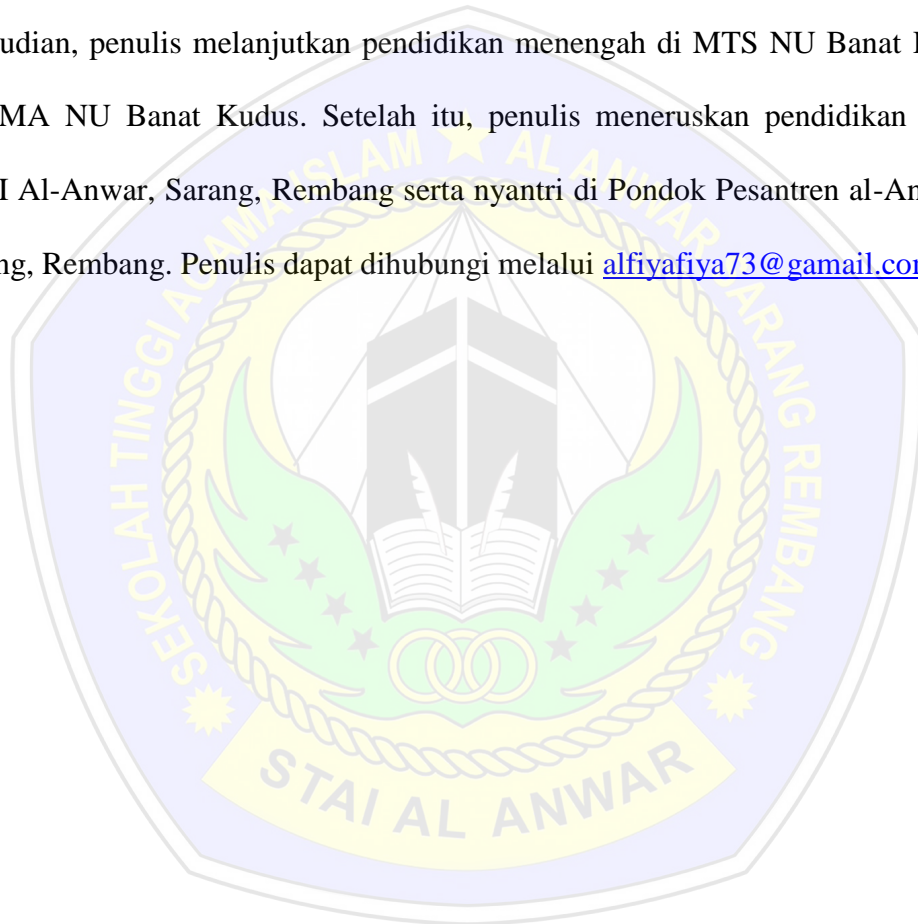 udian, penulis melanjutkan pendidikan menengah di MTS NU Banat
MA NU Banat Kudus. Setelah itu, penulis meneruskan pendidikan
I Al-Anwar, Sarang, Rembang serta nyantri di Pondok Pesantren al-An
ng, Rembang. Penulis dapat dihubungi melalui alfiyafiya73@gamail.com
SEKOLAH TINGGI AGAMA ISLAM ★ AL ANWAR SARANG REMBANG
STAI AL ANWAR